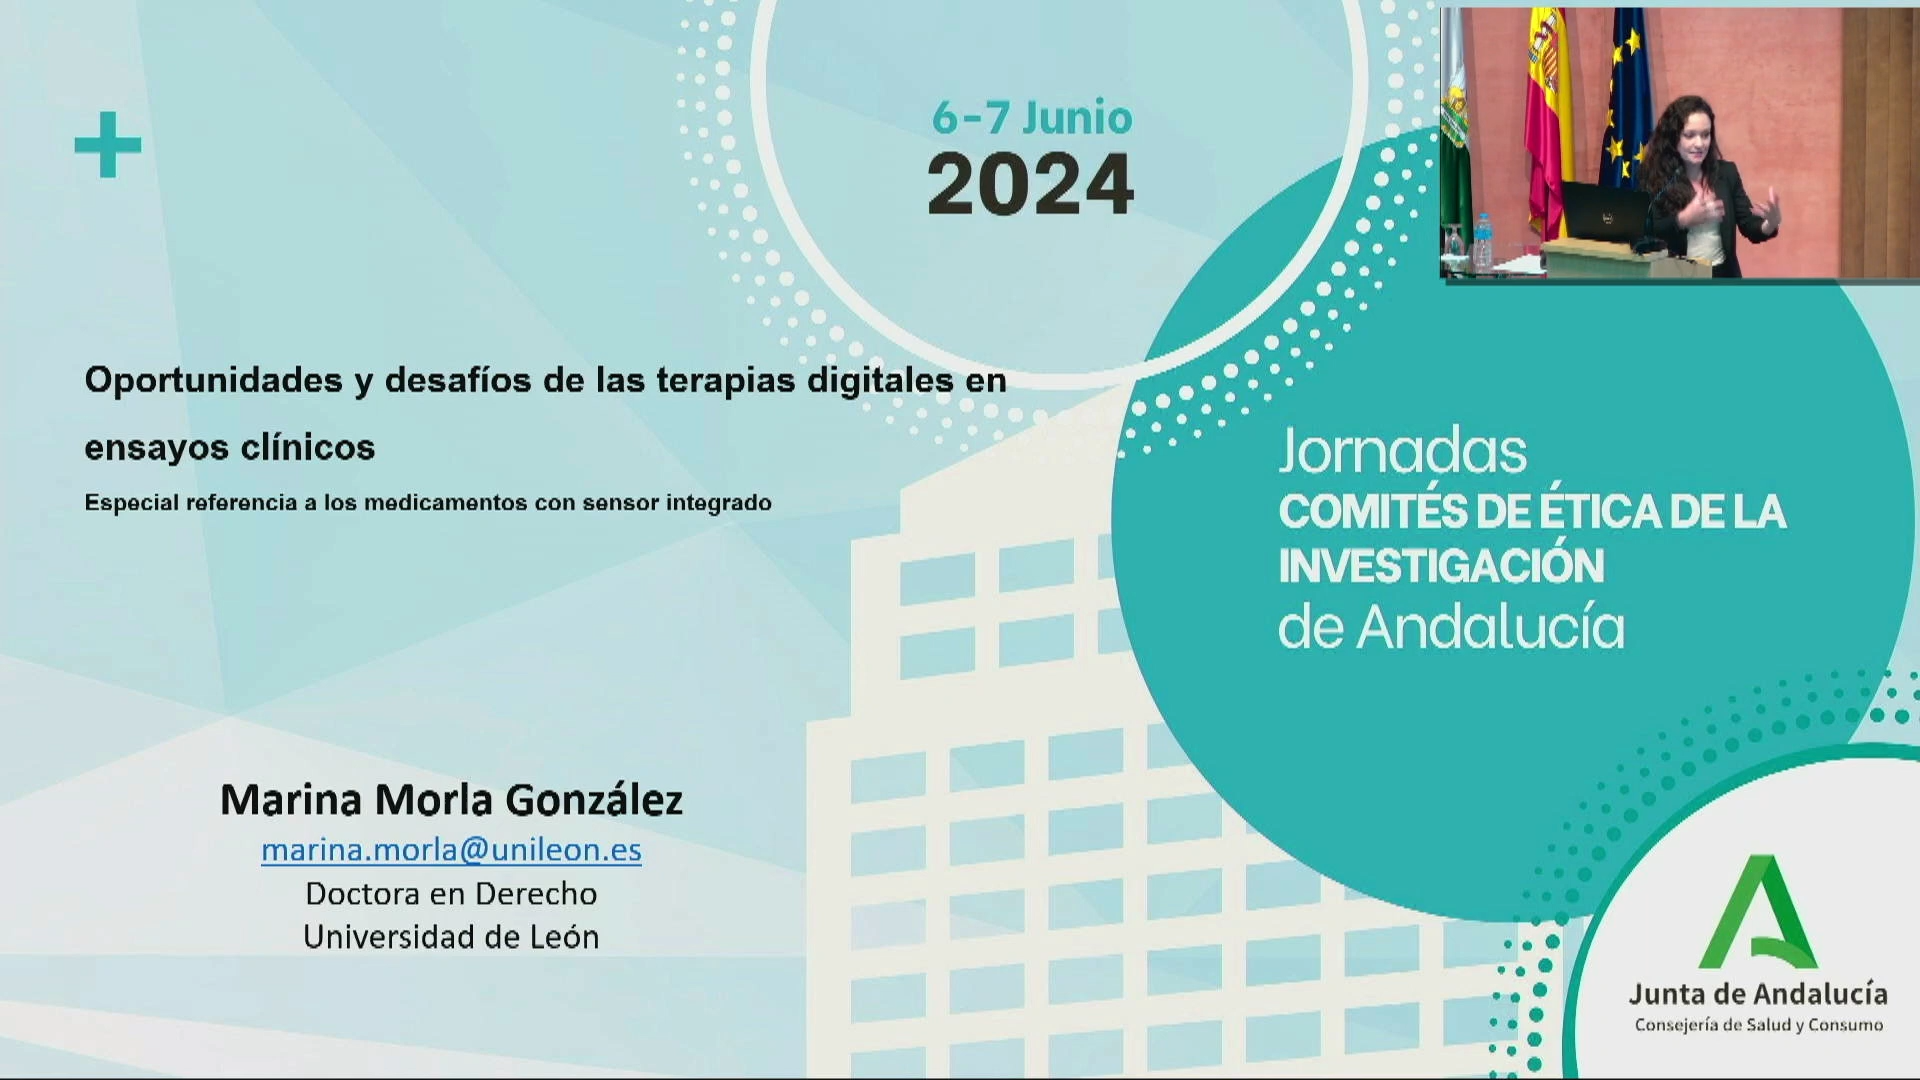 6-7 Junio
2024
Oportunidades y desafíos de las terapias digitales en
ensayos clínicos
Especial referencia a los medicamentos con sensor integrado
Jornadas
COMITÉS DE ÉTICA DE LA
INVESTIGACIÓN
de Andalucía
Marina Morla González
marina.morla@unileon.es
Doctora en Derecho
Universidad de León
Junta de Andalucía
Consejería de Salud y Consumo